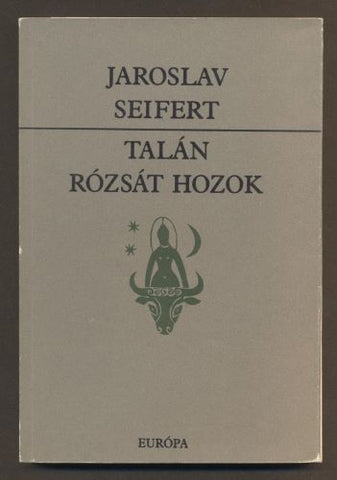 JAROSLAV
SEIFERT
TALÁN
RÓZSÁT HOZOK
EURÓPA